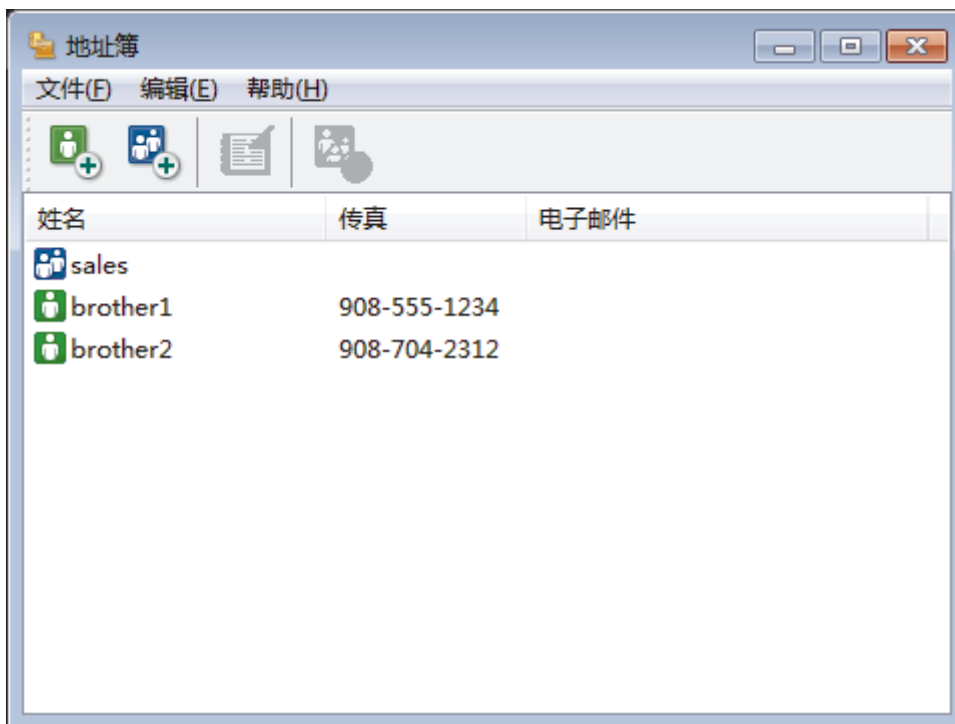 地址簿
文件(F) 编辑(E) 帮助(H)
姓名 传真 电子邮件
sales
brother1 908-555-1234
brother2 908-704-2312